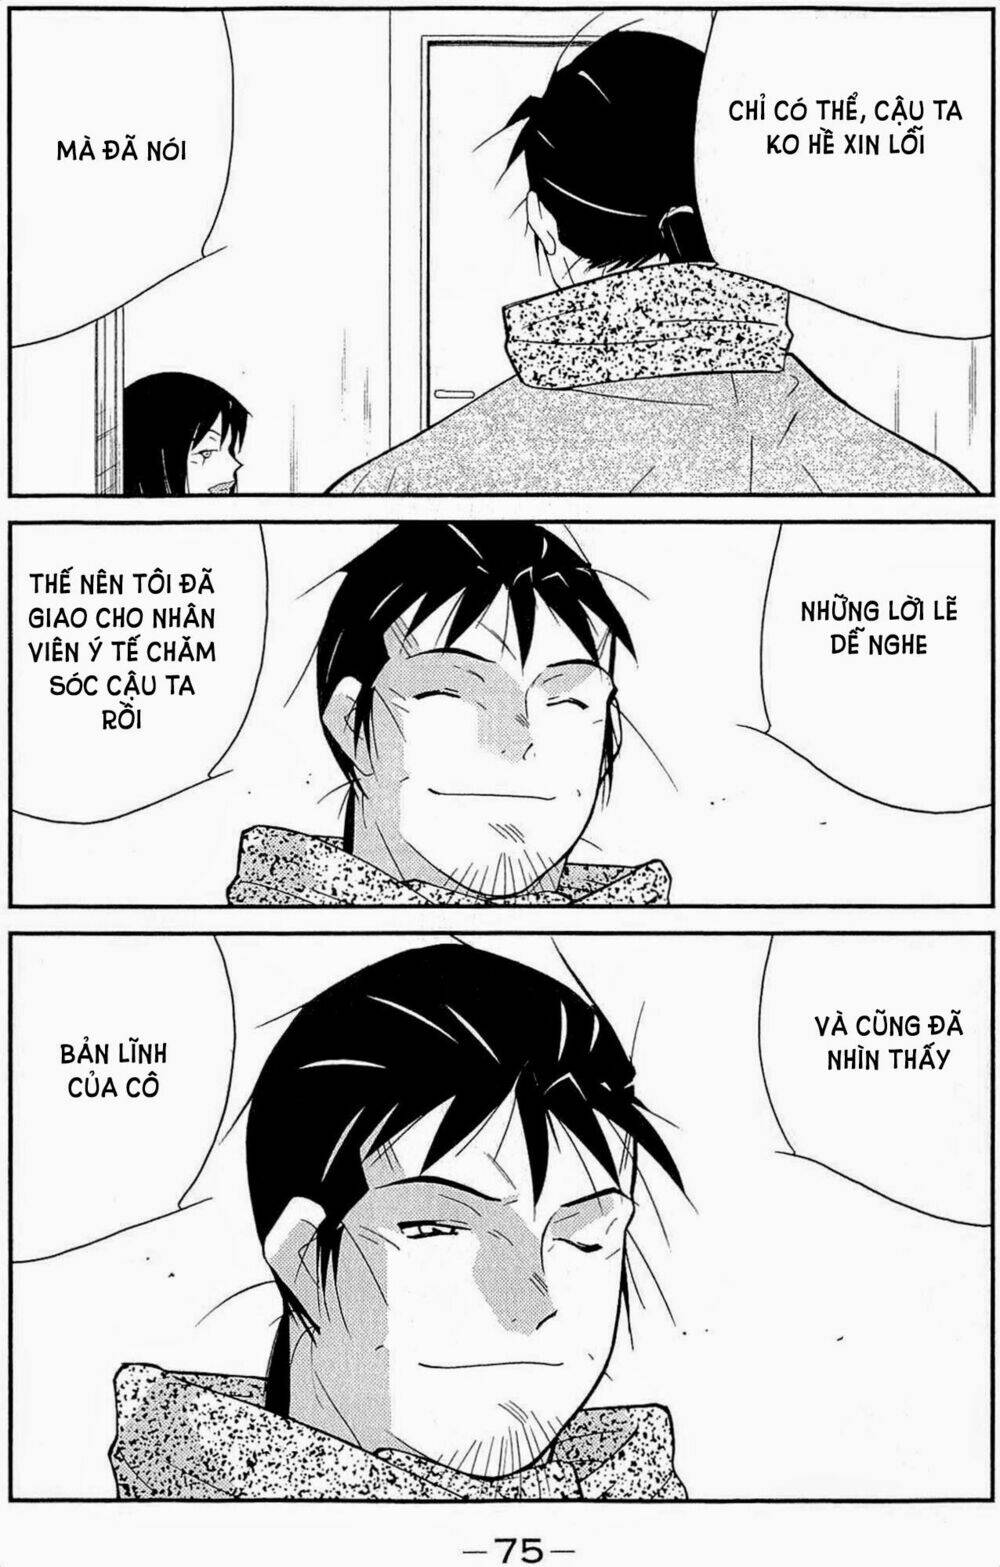 CHỈ CÓ THỂ, CẬU TA
KO HỀ XIN LỖI
MÀ ĐÃ NÓI
NHỮNG LỜI LẼ
DỄ NGHE
THẾ NÊN TÔI ĐÃ
GIAO CHO NHÂN
VIÊN Ý TẾ CHĂM
SÓC CẬU TA
RỒI
VÀ CŨNG ĐÃ
NHÌN THẤY
BẢN LĨNH
CỦA CÔ
—75—